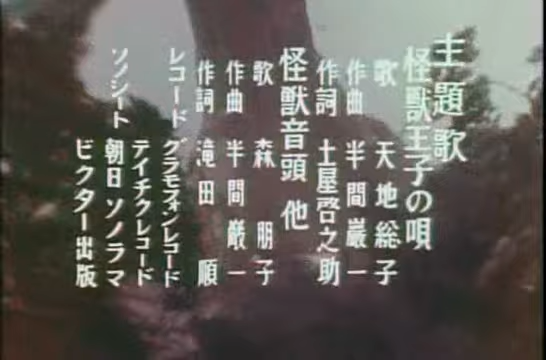 主題歌
怪獣王子の唄
歌 天地総子
作曲 半間巌一
作詞 土屋啓之助
怪獣音頭 他
歌 森 朋子
作曲 半間巌一
作詞 滝田 順
レコード グラモフォンレコード
テイチクレコード
ソノシート 朝日ソノラマ
ビクター出版